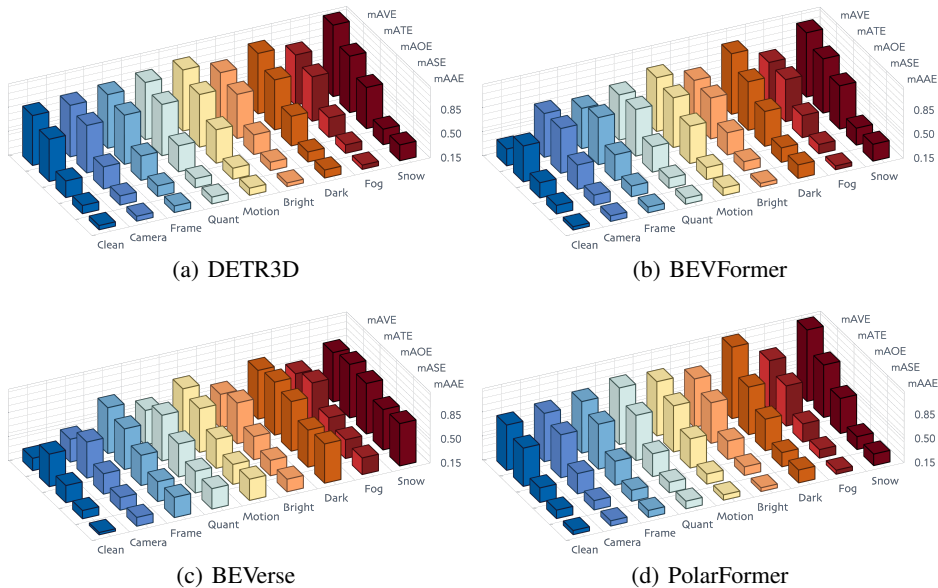 mAVE
mATE
mAOE
mASE
mAAE
0.85
0.50
0.15
Clean
Camera
Frame
Quant
Motion
Bright
Dark
Fog
Snow
(a) DETR3D
mAVE
mATE
mAOE
mASE
mAAE
0.85
0.50
0.15
Clean
Camera
Frame
Quant
Motion
Bright
Dark
Fog
Snow
(b) BEVFormer
mAVE
mATE
mAOE
mASE
mAAE
0.85
0.50
0.15
Clean
Camera
Frame
Quant
Motion
Bright
Dark
Fog
Snow
(c) BEVerse
mAVE
mATE
mAOE
mASE
mAAE
0.85
0.50
0.15
Clean
Camera
Frame
Quant
Motion
Bright
Dark
Fog
Snow
(d) PolarFormer